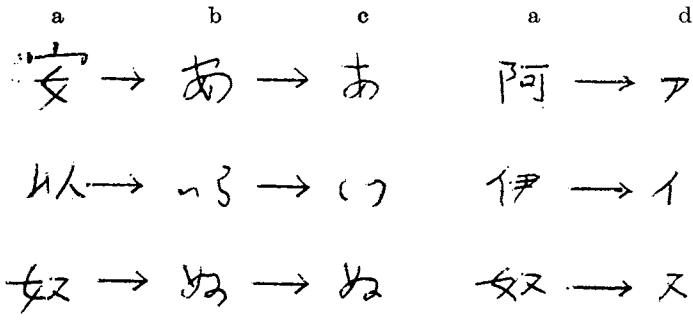 a b c a d
安 → あ → あ 阿 → ア
以 → い → い 伊 → イ
奴 → ぬ → ぬ 奴 → ヌ